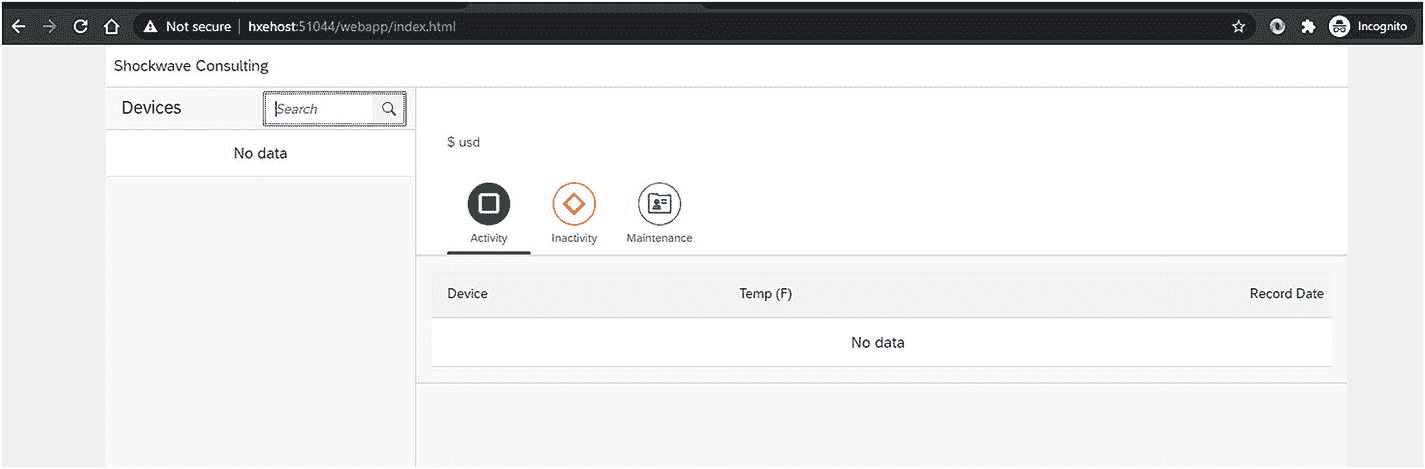 Not secure | hxehost:51044/webapp/index.html
Incognito
Shockwave Consulting
Devices
Search
No data
$ usd
Activity
Inactivity
Maintenance
Device Temp (F) Record Date
No data